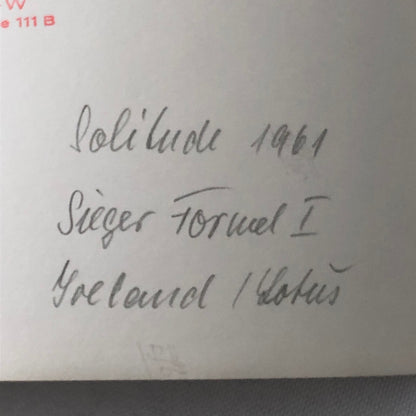 W
e 111 B
Solitude 1961
Sieger Formel I
Ireland / Lotus